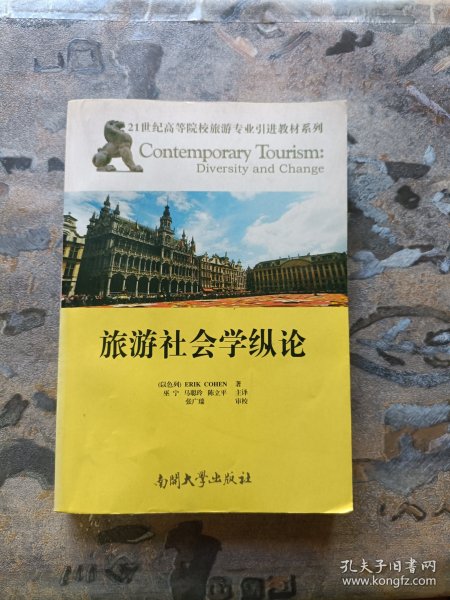 21世纪高等院校旅游专业引进教材系列
Contemporary Tourism:
Diversity and Change
旅游社会学纵论
(以色列) ERIK COHEN 著
巫宁 马聪玲 陈立平 主译
张广瑞 审校
南開大學出版社
孔夫子旧书网
www.kongfz.com